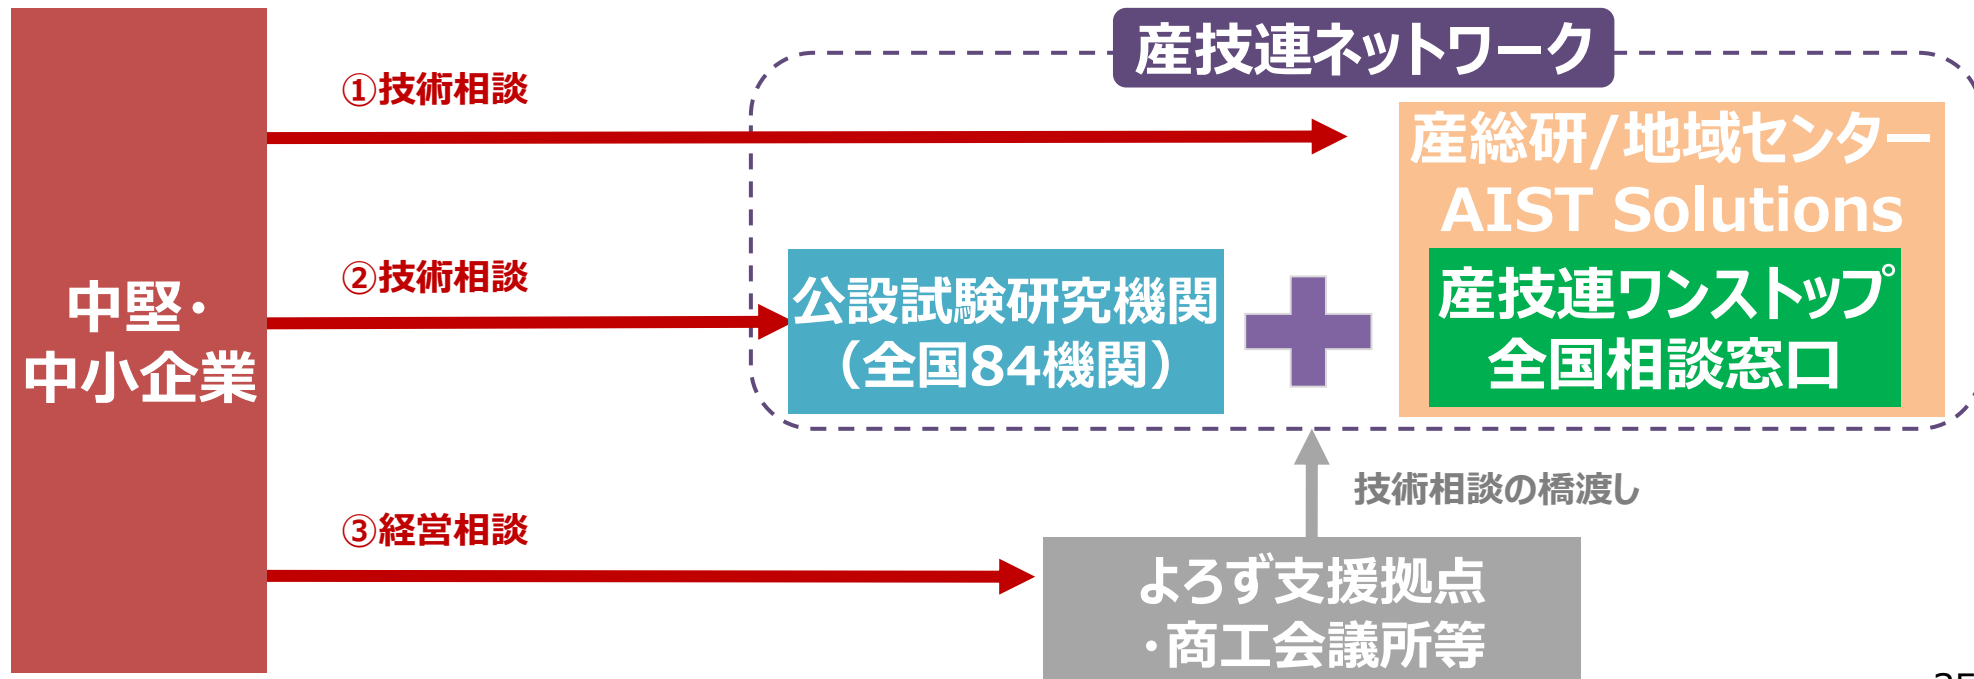 産技連ネットワーク
①技術相談
産総研/地域センター
AIST Solutions
②技術相談
公設試験研究機関
（全国84機関）
産技連ワンストップ
全国相談窓口
中堅・
中小企業
技術相談の橋渡し
③経営相談
よろず支援拠点
・商工会議所等